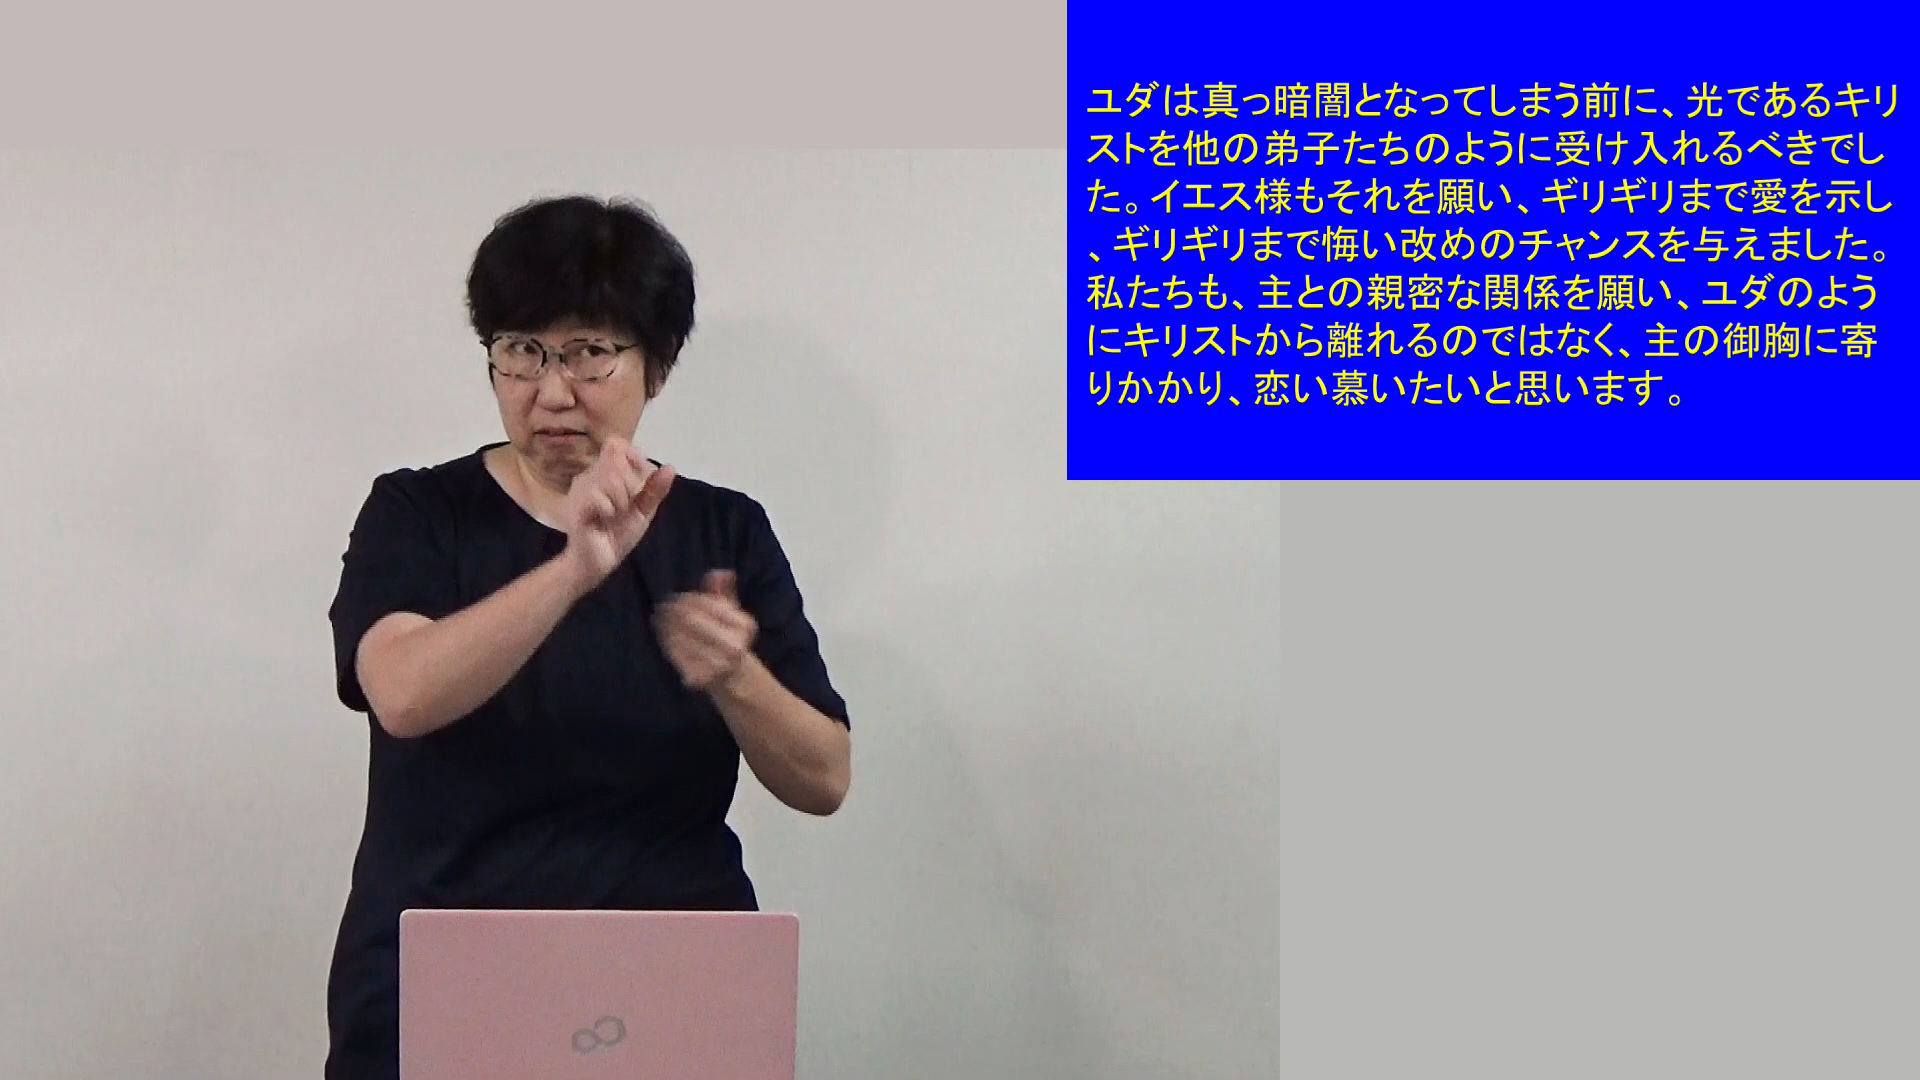 ユダは真っ暗闇となってしまう前に、光であるキリ
ストを他の弟子たちのように受け入れるべきでし
た。イエス様もそれを願い、ギリギリまで愛を示し
、ギリギリまで悔い改めのチャンスを与えました。
私たちも、主との親密な関係を願い、ユダのよう
にキリストから離れるのではなく、主の御胸に寄
りかかり、恋い慕いたいと思います。